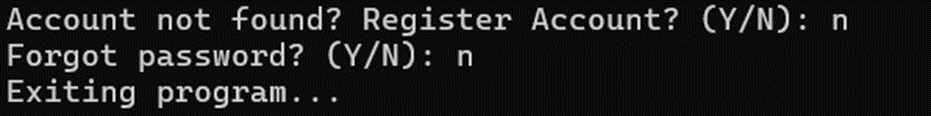 Account not found? Register Account? (Y/N): n
Forgot password? (Y/N): n
Exiting program...